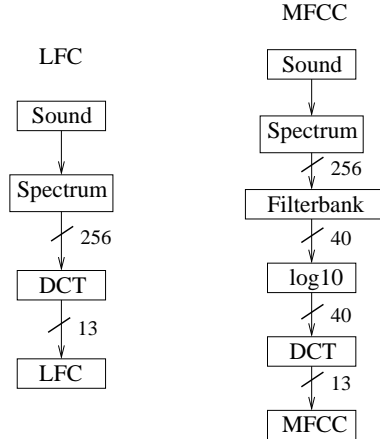 LFC
Sound
Spectrum
256
DCT
13
LFC
MFCC
Sound
Spectrum
256
Filterbank
40
log10
40
DCT
13
MFCC